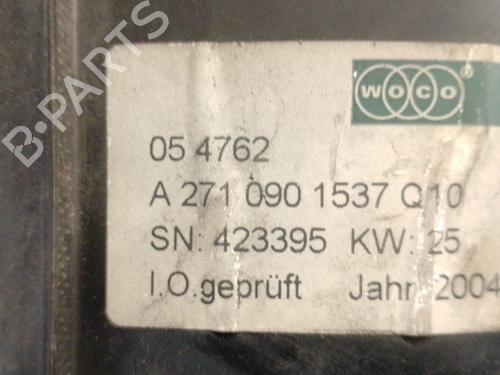 B-PARTS
WOCO®
05 4762
A 271 090 1537 Q10
SN: 423395 KW: 25
I.O.geprüft Jahr 2004